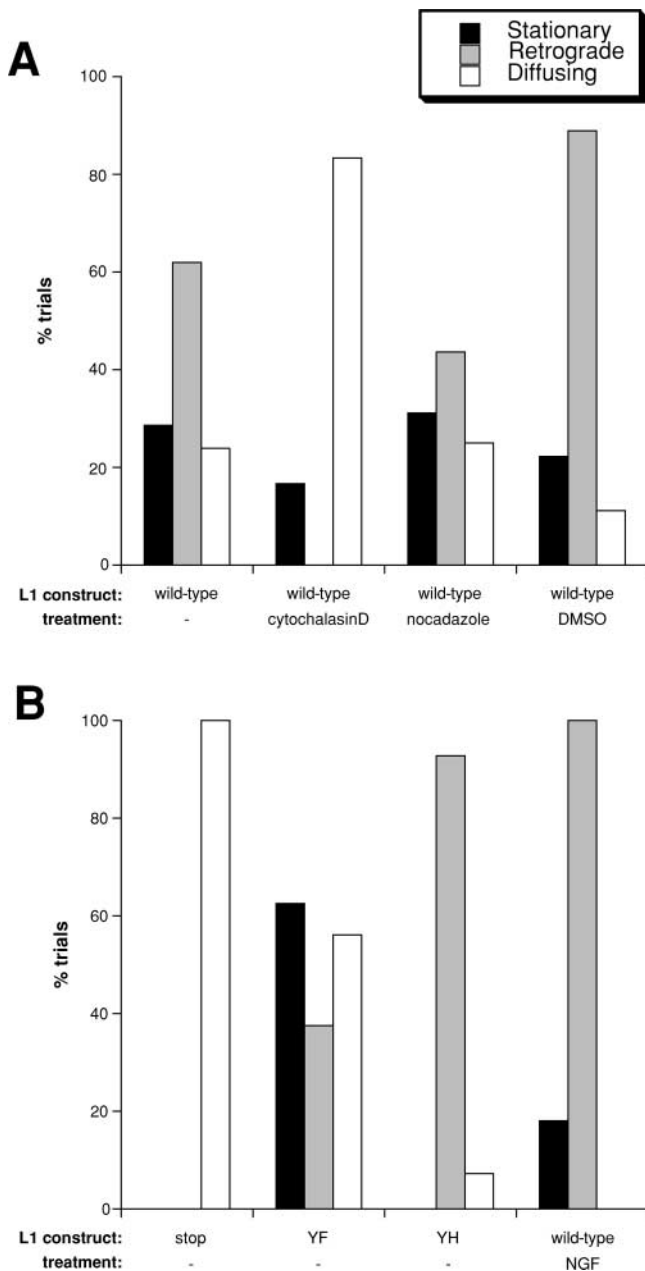 Stationary
Retrograde
Diffusing
A
100
80
60
40
20
0
% trials
L1 construct: wild-type wild-type wild-type wild-type
treatment: - cytochalasinD nocadazole DMSO
B
100
80
60
40
20
0
% trials
L1 construct: stop YF YH wild-type
treatment: - - - NGF